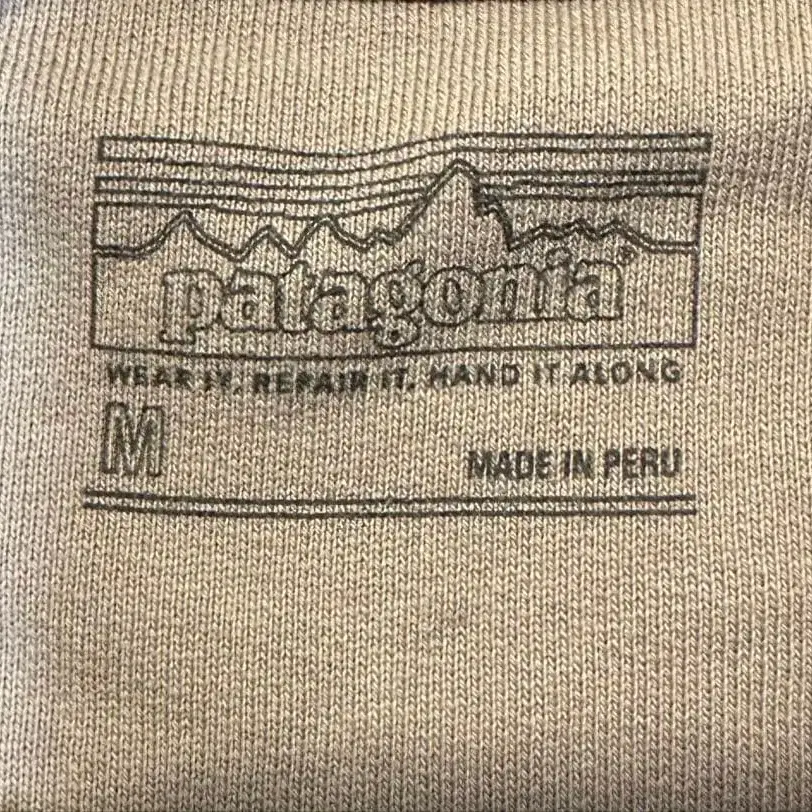 patagonia®
WEAR IT. REPAIR IT. HAND IT ALONG
M
MADE IN PERU